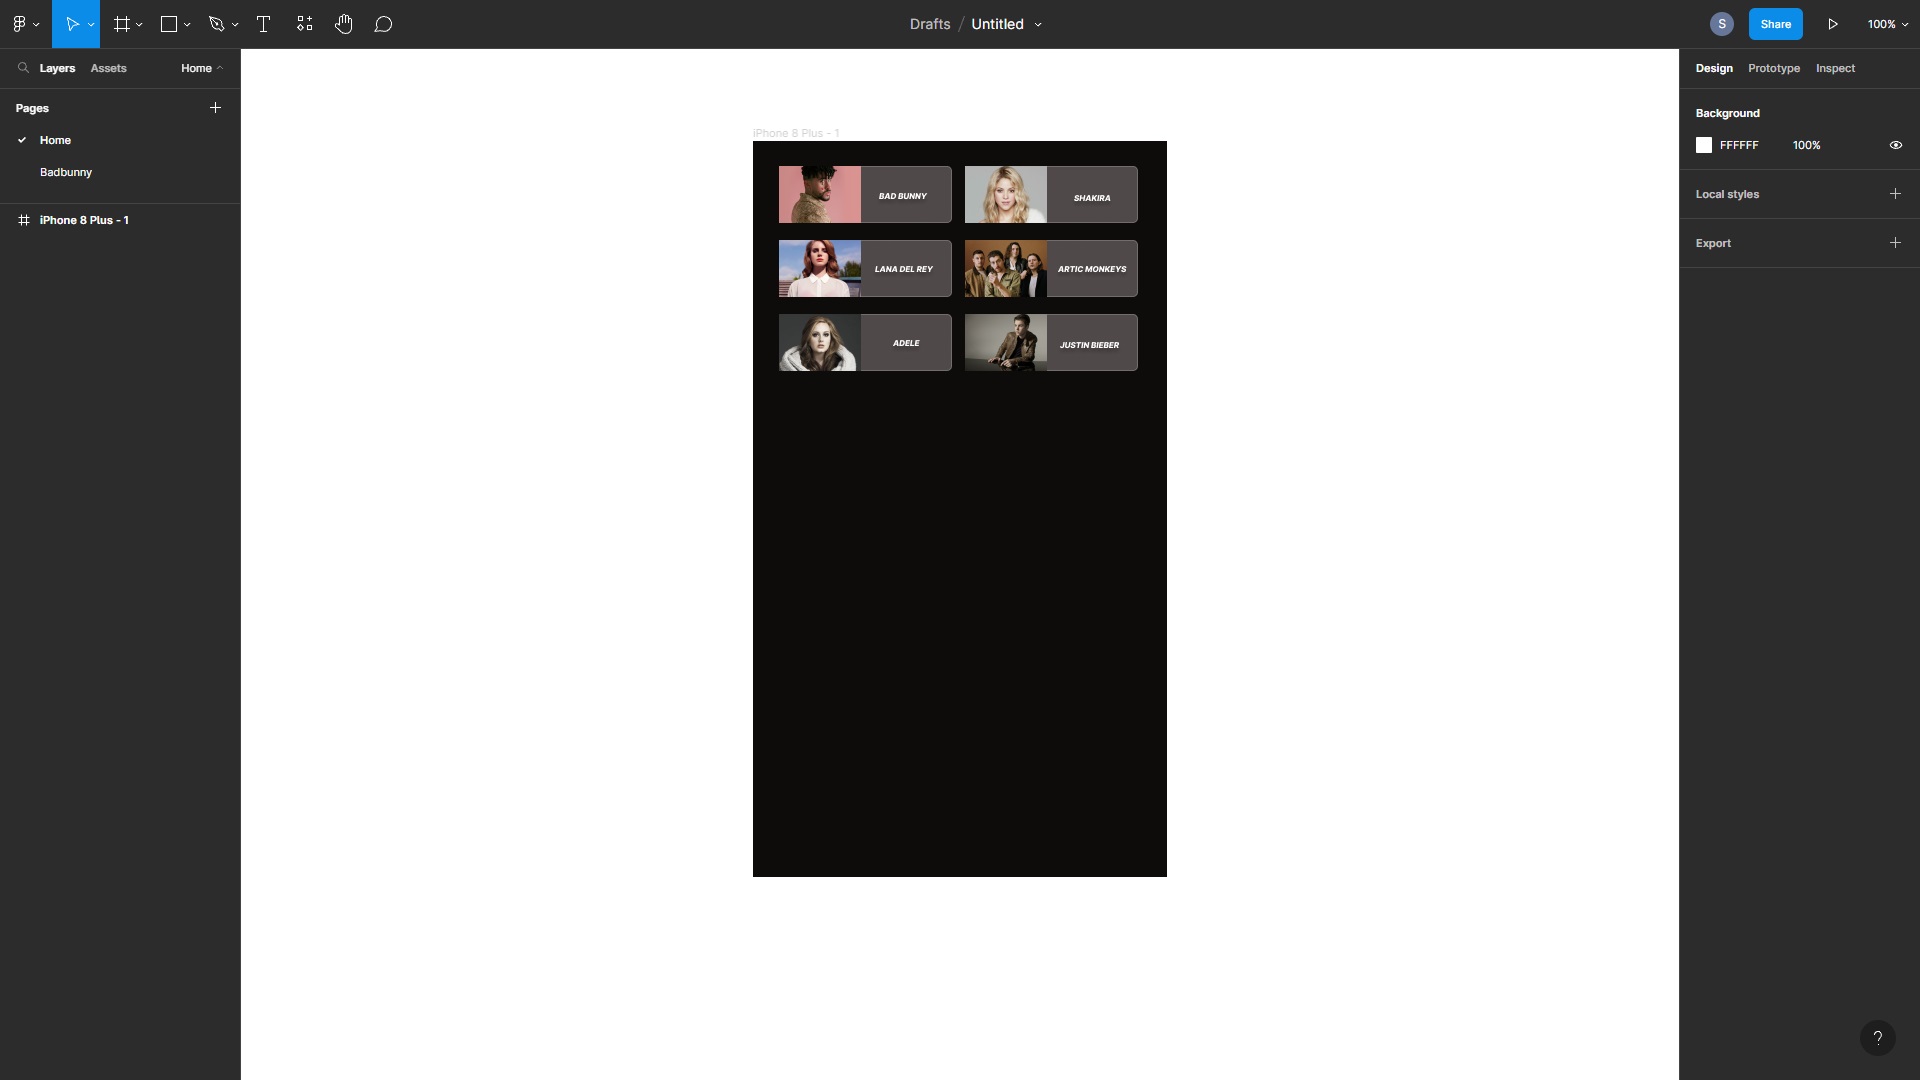 Drafts / Untitled
S
Share
100%
Layers
Assets
Home
Pages
Home
Badbunny
iPhone 8 Plus - 1
iPhone 8 Plus - 1
BAD BUNNY
SHAKIRA
LANA DEL REY
ARTIC MONKEYS
ADELE
JUSTIN BIEBER
Design
Prototype
Inspect
Background
FFFFFF
100%
Local styles
Export
?